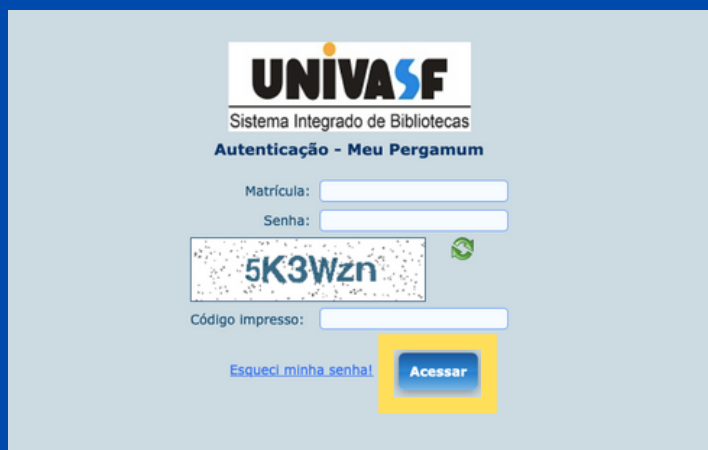 UNIVASF
Sistema Integrado de Bibliotecas
Autenticação - Meu Pergamum
Matrícula:
Senha:
5K3Wzn
Código impresso:
Esqueci minha senha! Acessar